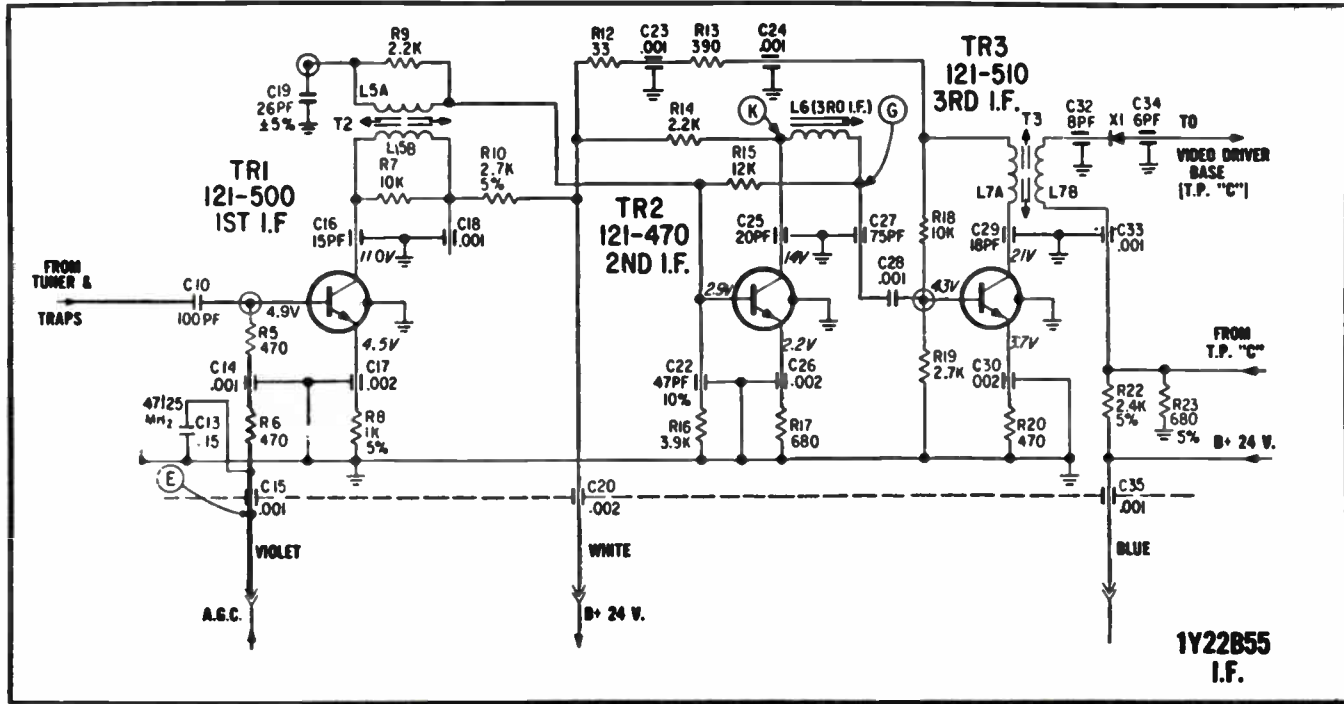 R9
2.2K
C19
26PF
±5%
L5A
T2
L15B
R7
10K
R10
2.7K
5%
TR1
121-500
1ST I.F
C16
15PF
11.0V
C18
.001
FROM
TUNER &
TRAPS
C10
100PF
4.9V
4.5V
R5
470
C14
.001
C17
.002
47125
MHz
C13
.15
R6
470
R8
1K
5%
E
C15
.001
VIOLET
A.G.C.
R12
33
C23
.001
R13
390
C24
.001
R14
2.2K
K
L6 (3RD I.F.)
G
R15
12K
TR2
121-470
2ND I.F.
C25
20PF
14V
C27
75PF
C28
.001
2.9V
2.2V
C22
47PF
10%
C26
.002
R16
3.9K
R17
680
C20
.002
WHITE
B+ 24 V.
TR3
121-510
3RD I.F.
T3
C32
8PF
X1
C34
6PF
TO
VIDEO DRIVER
BASE
(T.P. "C")
L7A
L7B
R18
10K
C29
18PF
21V
C33
.001
4.3V
3.7V
R19
2.7K
C30
002
R20
470
FROM
T.P. "C"
R22
2.4K
5%
R23
680
5%
B+ 24 V.
C35
.001
BLUE
1Y22B55
I.F.